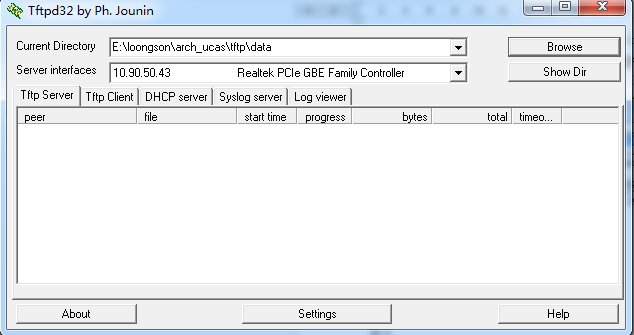 Tftpd32 by Ph. Jounin
Current Directory E:\loongson\arch_ucas\tftp\data Browse
Server interfaces 10.90.50.43 Realtek PCIe GBE Family Controller Show Dir
Tftp Server Tftp Client DHCP server Syslog server Log viewer
peer file start time progress bytes total timeo...
About Settings Help